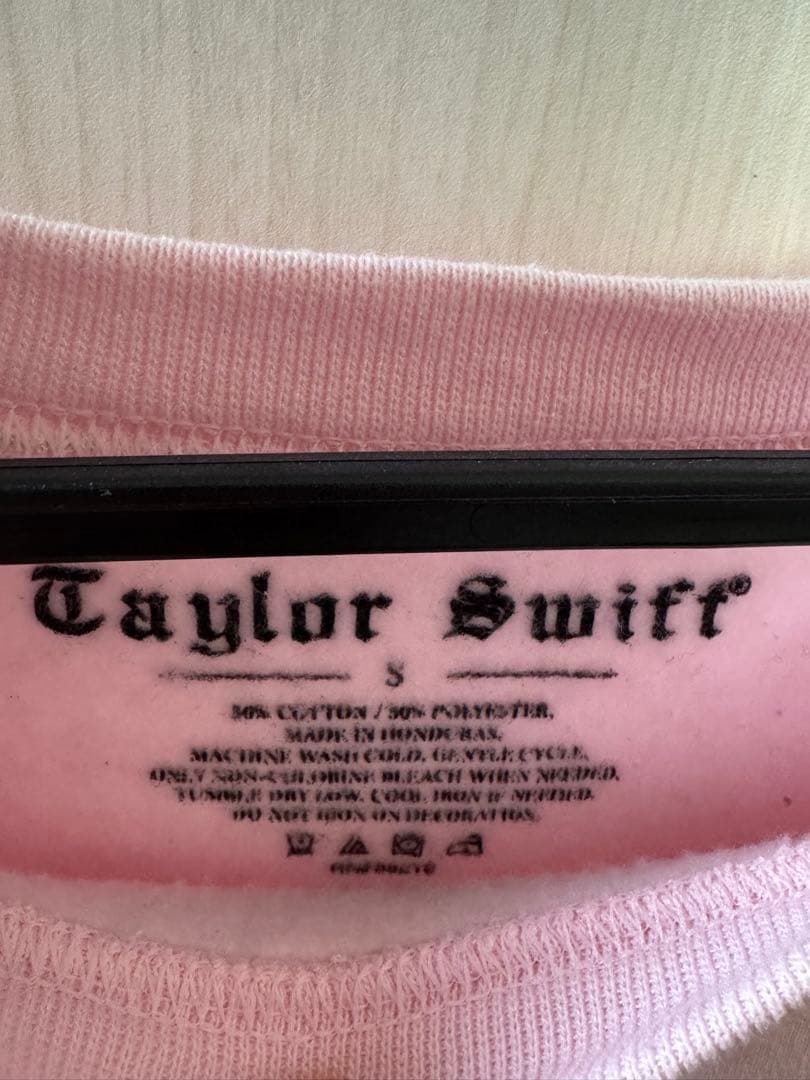 Taylor Swift®
S
50% COTTON / 50% POLYESTER.
MADE IN HONDURAS.
MACHINE WASH COLD. GENTLE CYCLE.
ONLY NON-CHLORINE BLEACH WHEN NEEDED.
TUMBLE DRY LOW. COOL IRON IF NEEDED.
DO NOT IRON ON DECORATION.